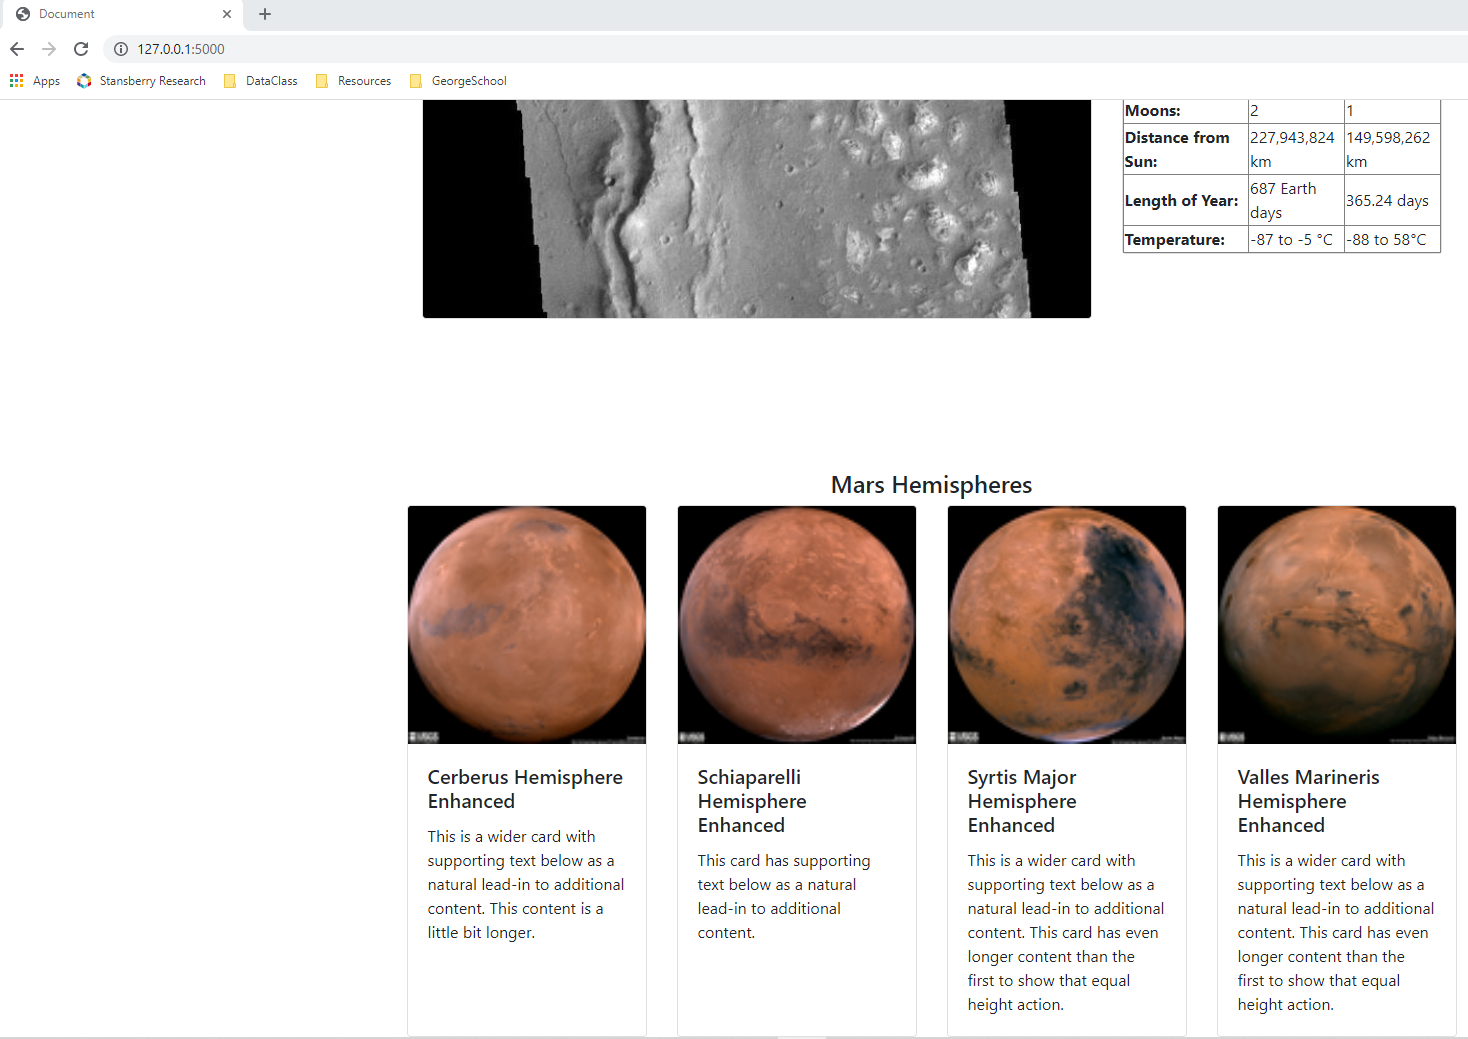 Document
127.0.0.1:5000
Apps Stansberry Research DataClass Resources GeorgeSchool
Moons: 2 1
Distance from Sun: 227,943,824 km 149,598,262 km
Length of Year: 687 Earth days 365.24 days
Temperature: -87 to -5 °C -88 to 58°C
Mars Hemispheres
USGS
USGS
USGS
USGS
Cerberus Hemisphere
Enhanced
This is a wider card with
supporting text below as a
natural lead-in to additional
content. This content is a
little bit longer.
Schiaparelli
Hemisphere
Enhanced
This card has supporting
text below as a natural
lead-in to additional
content.
Syrtis Major
Hemisphere
Enhanced
This is a wider card with
supporting text below as a
natural lead-in to additional
content. This card has even
longer content than the
first to show that equal
height action.
Valles Marineris
Hemisphere
Enhanced
This is a wider card with
supporting text below as a
natural lead-in to additional
content. This card has even
longer content than the
first to show that equal
height action.